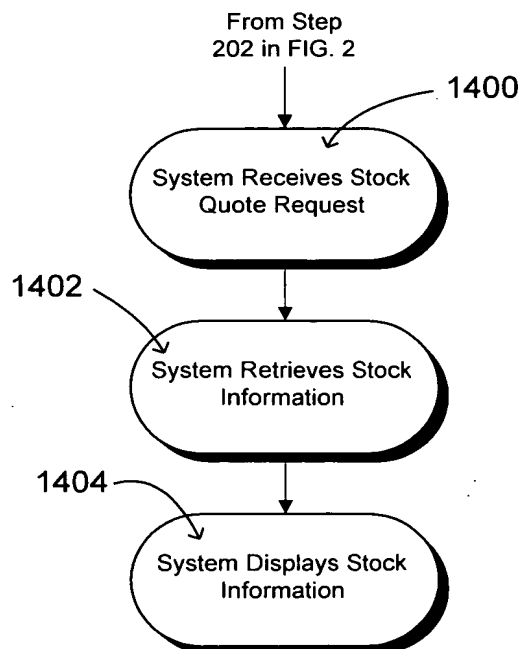 From Step
202 in FIG. 2
1400
System Receives Stock
Quote Request
1402
System Retrieves Stock
Information
1404
System Displays Stock
Information